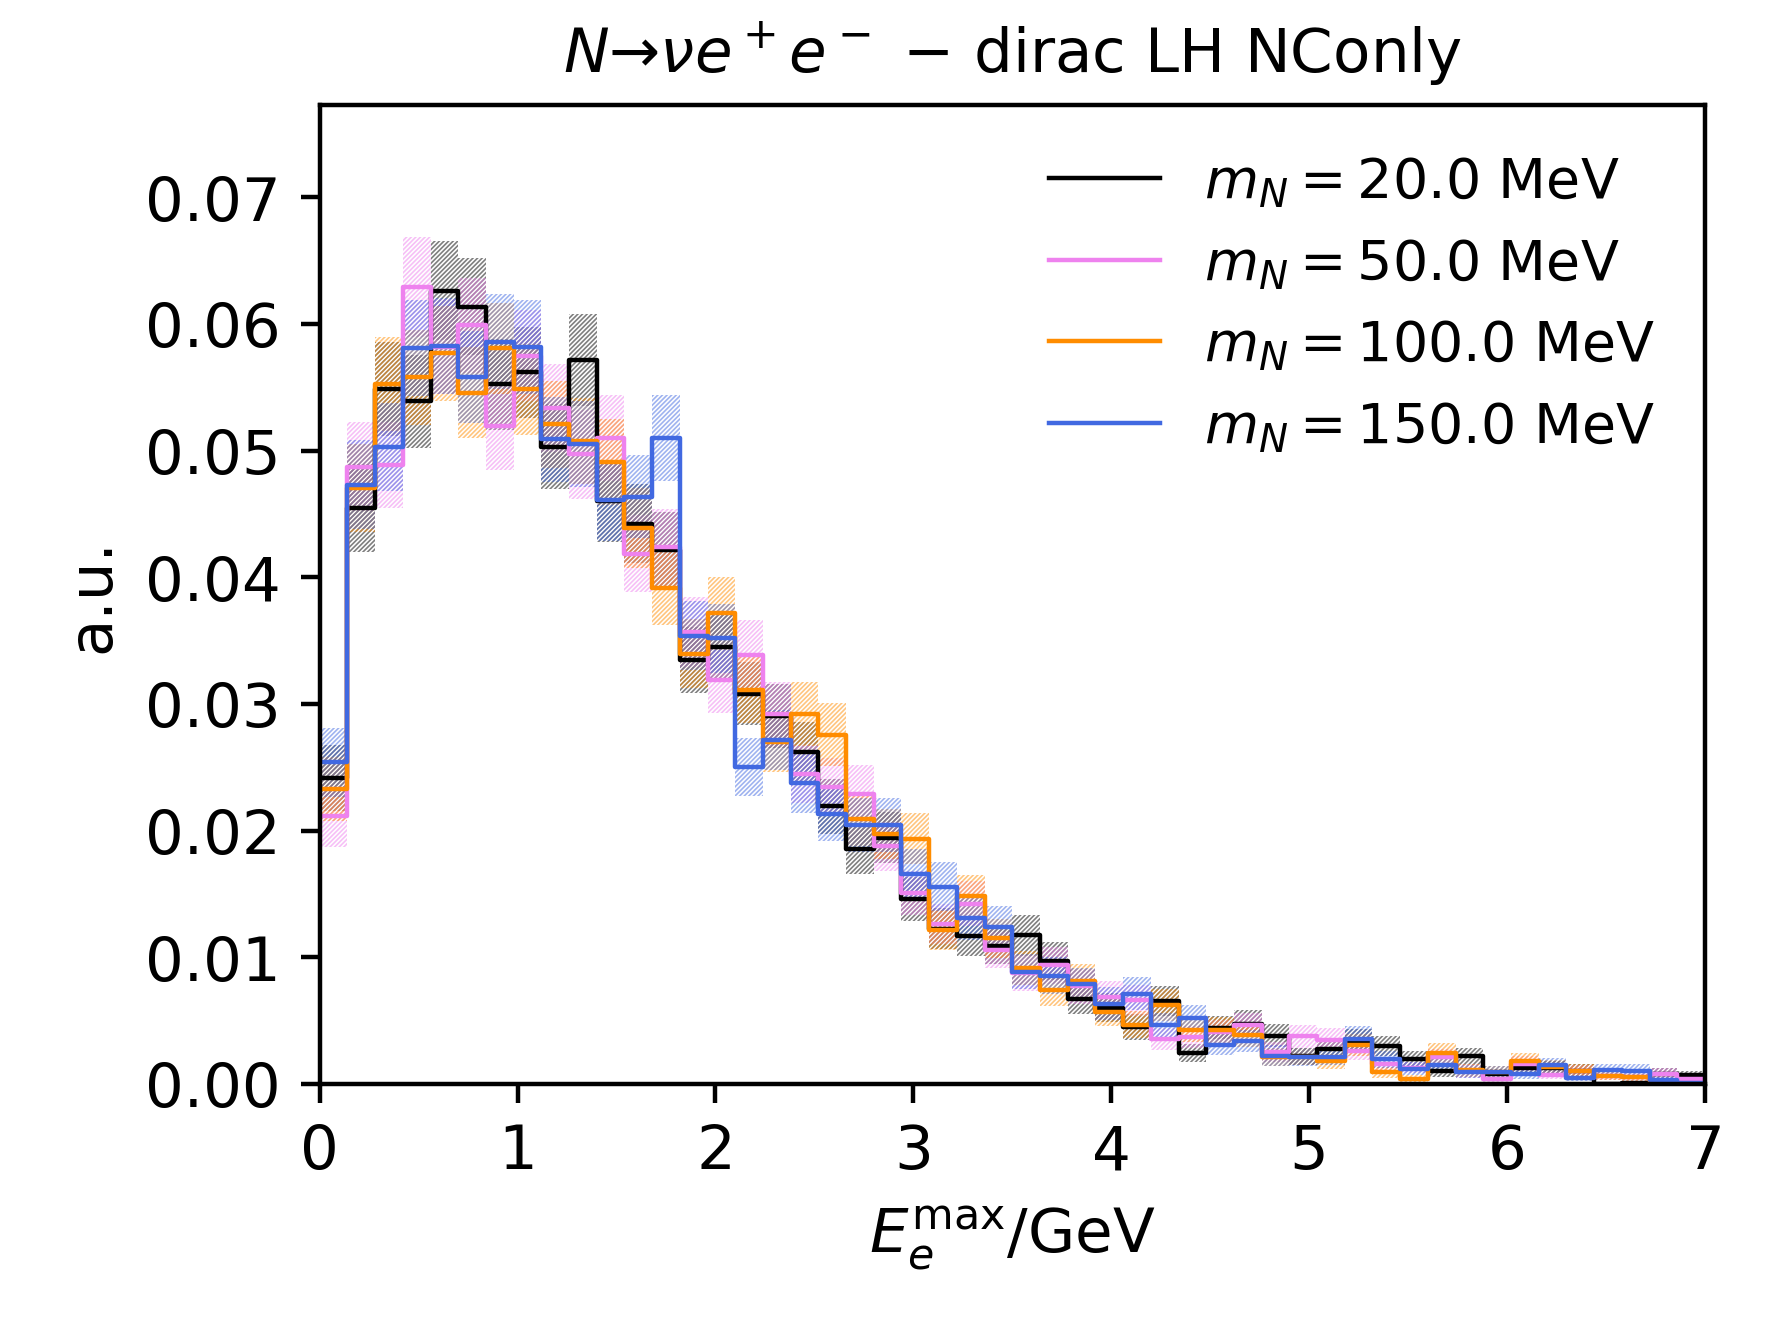 N→νe⁺e⁻ − dirac LH NConly
m_N = 20.0 MeV
m_N = 50.0 MeV
m_N = 100.0 MeV
m_N = 150.0 MeV
a.u.
0.07
0.06
0.05
0.04
0.03
0.02
0.01
0.00
0 1 2 3 4 5 6 7
E_e^max/GeV